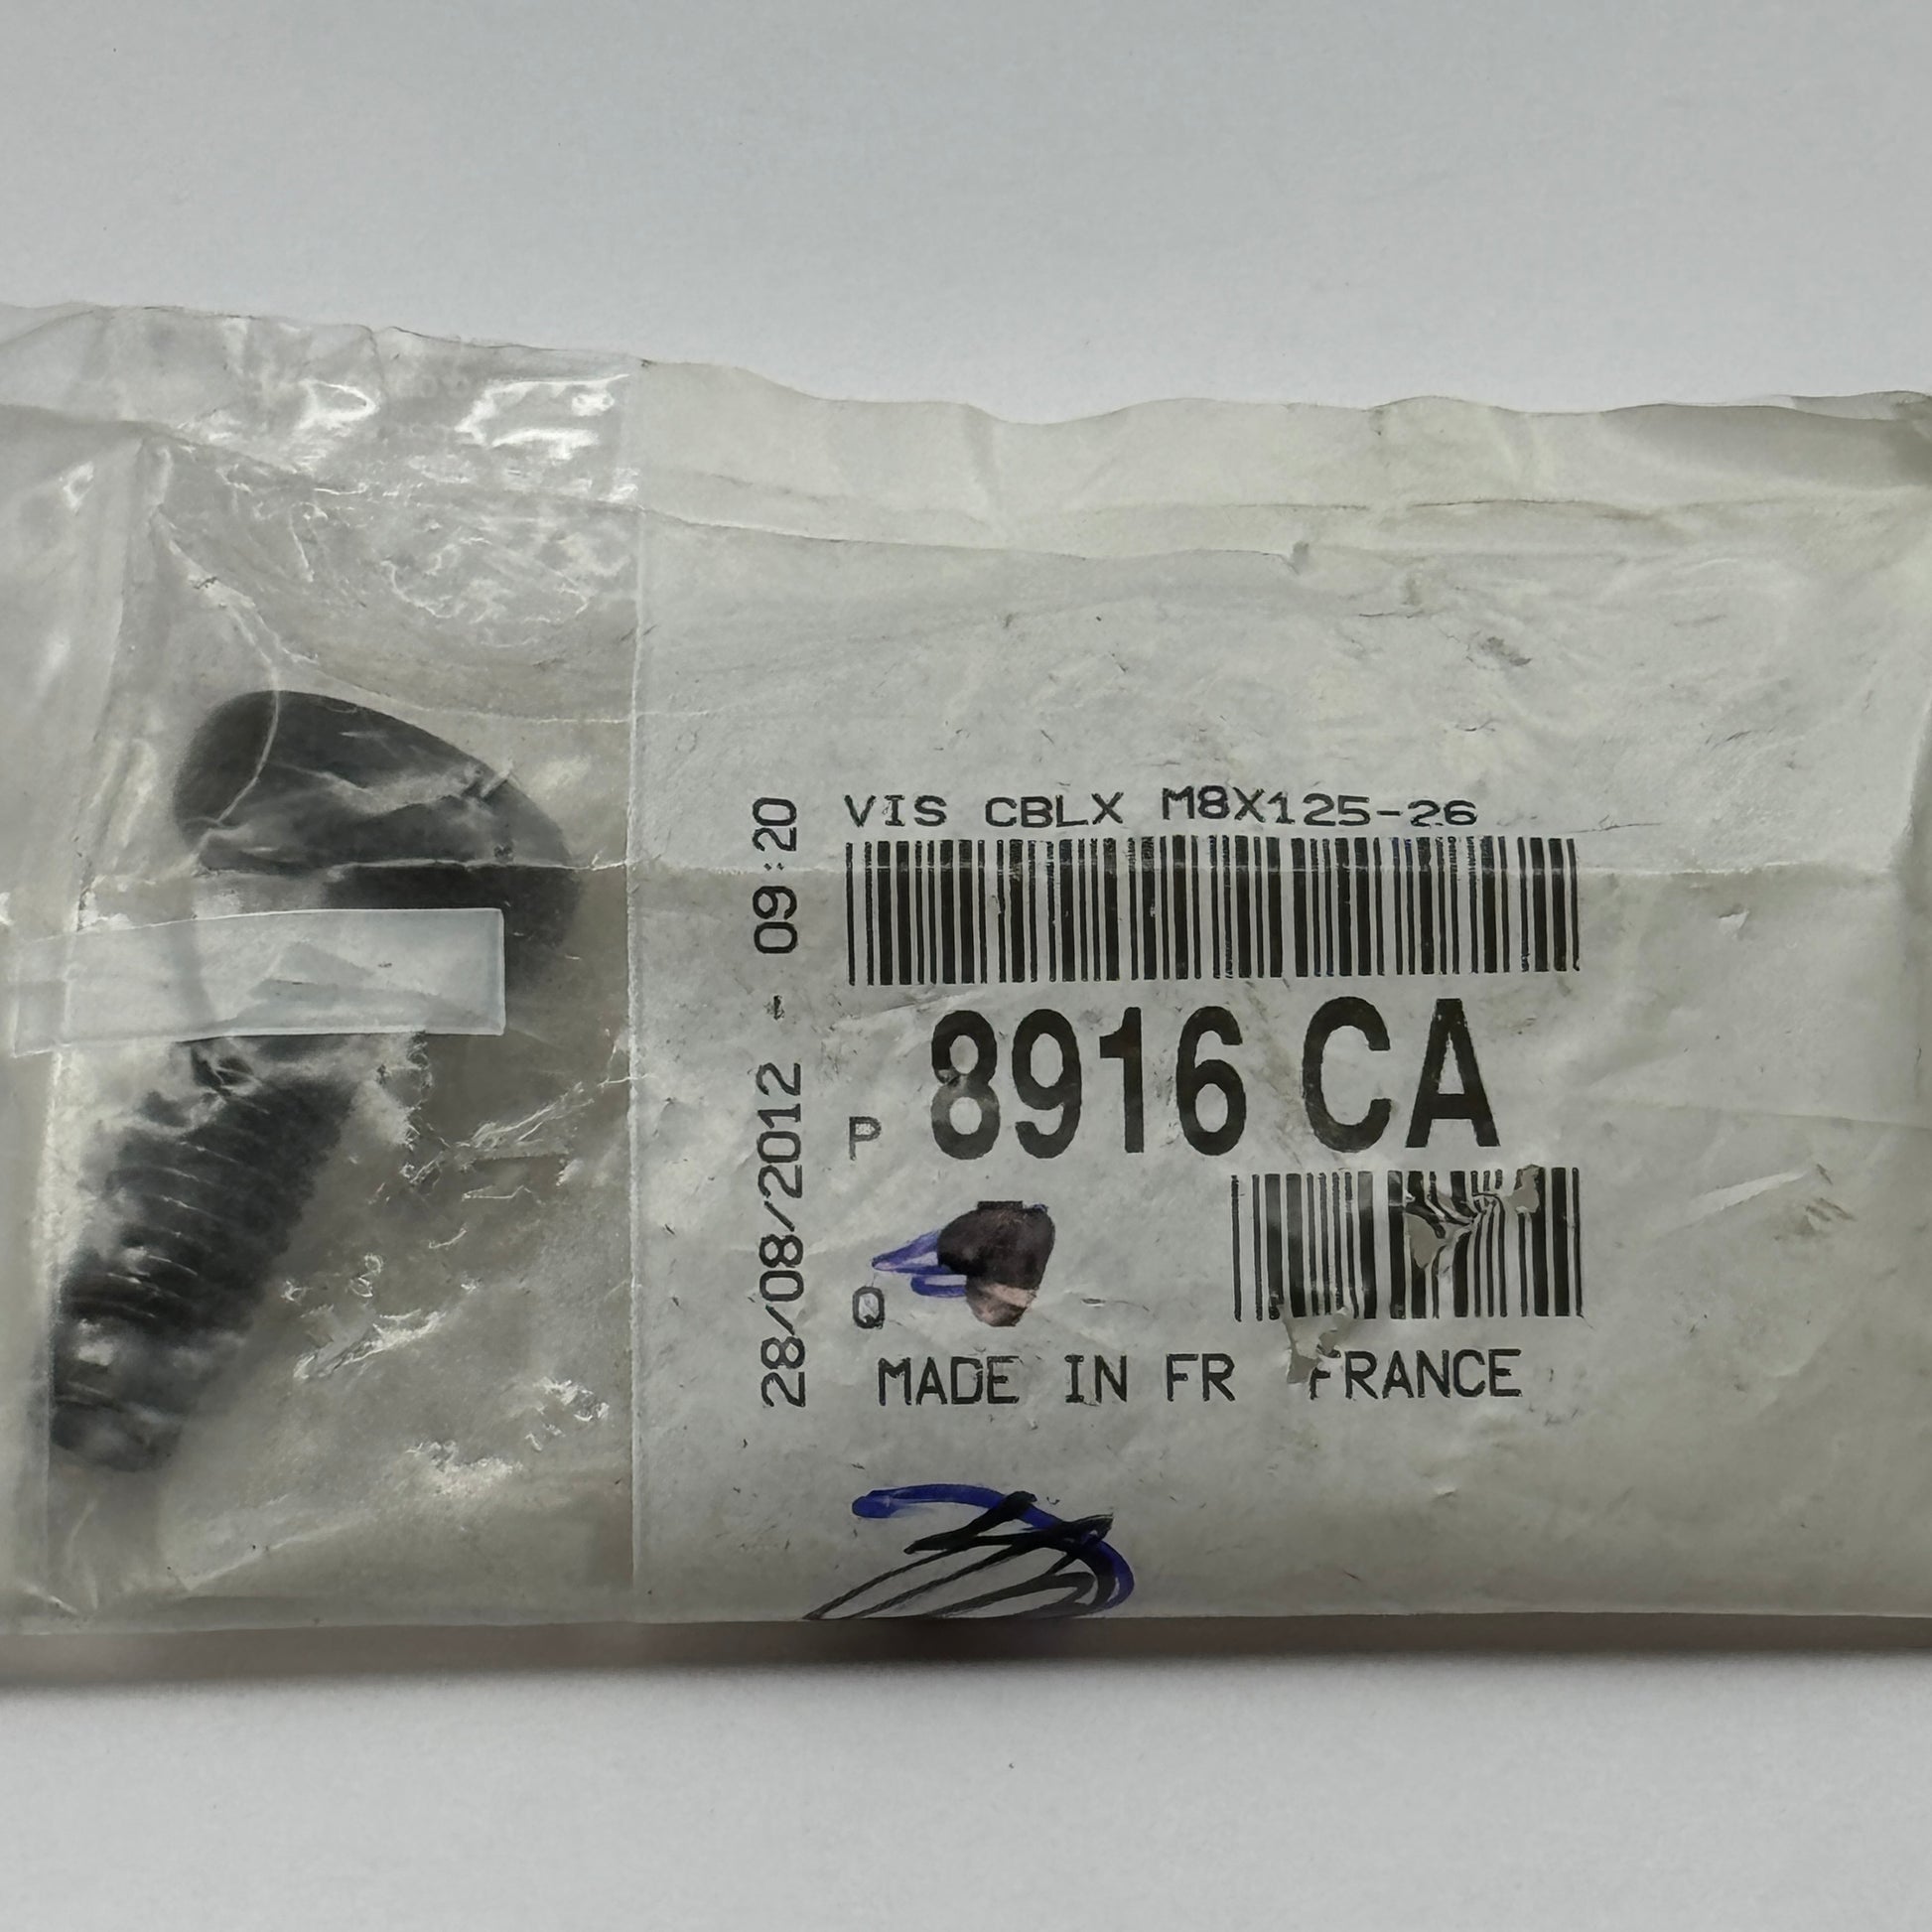 VIS CBLX M8X125-26
28/08/2012 - 09:20
P 8916 CA
Q
MADE IN FR FRANCE